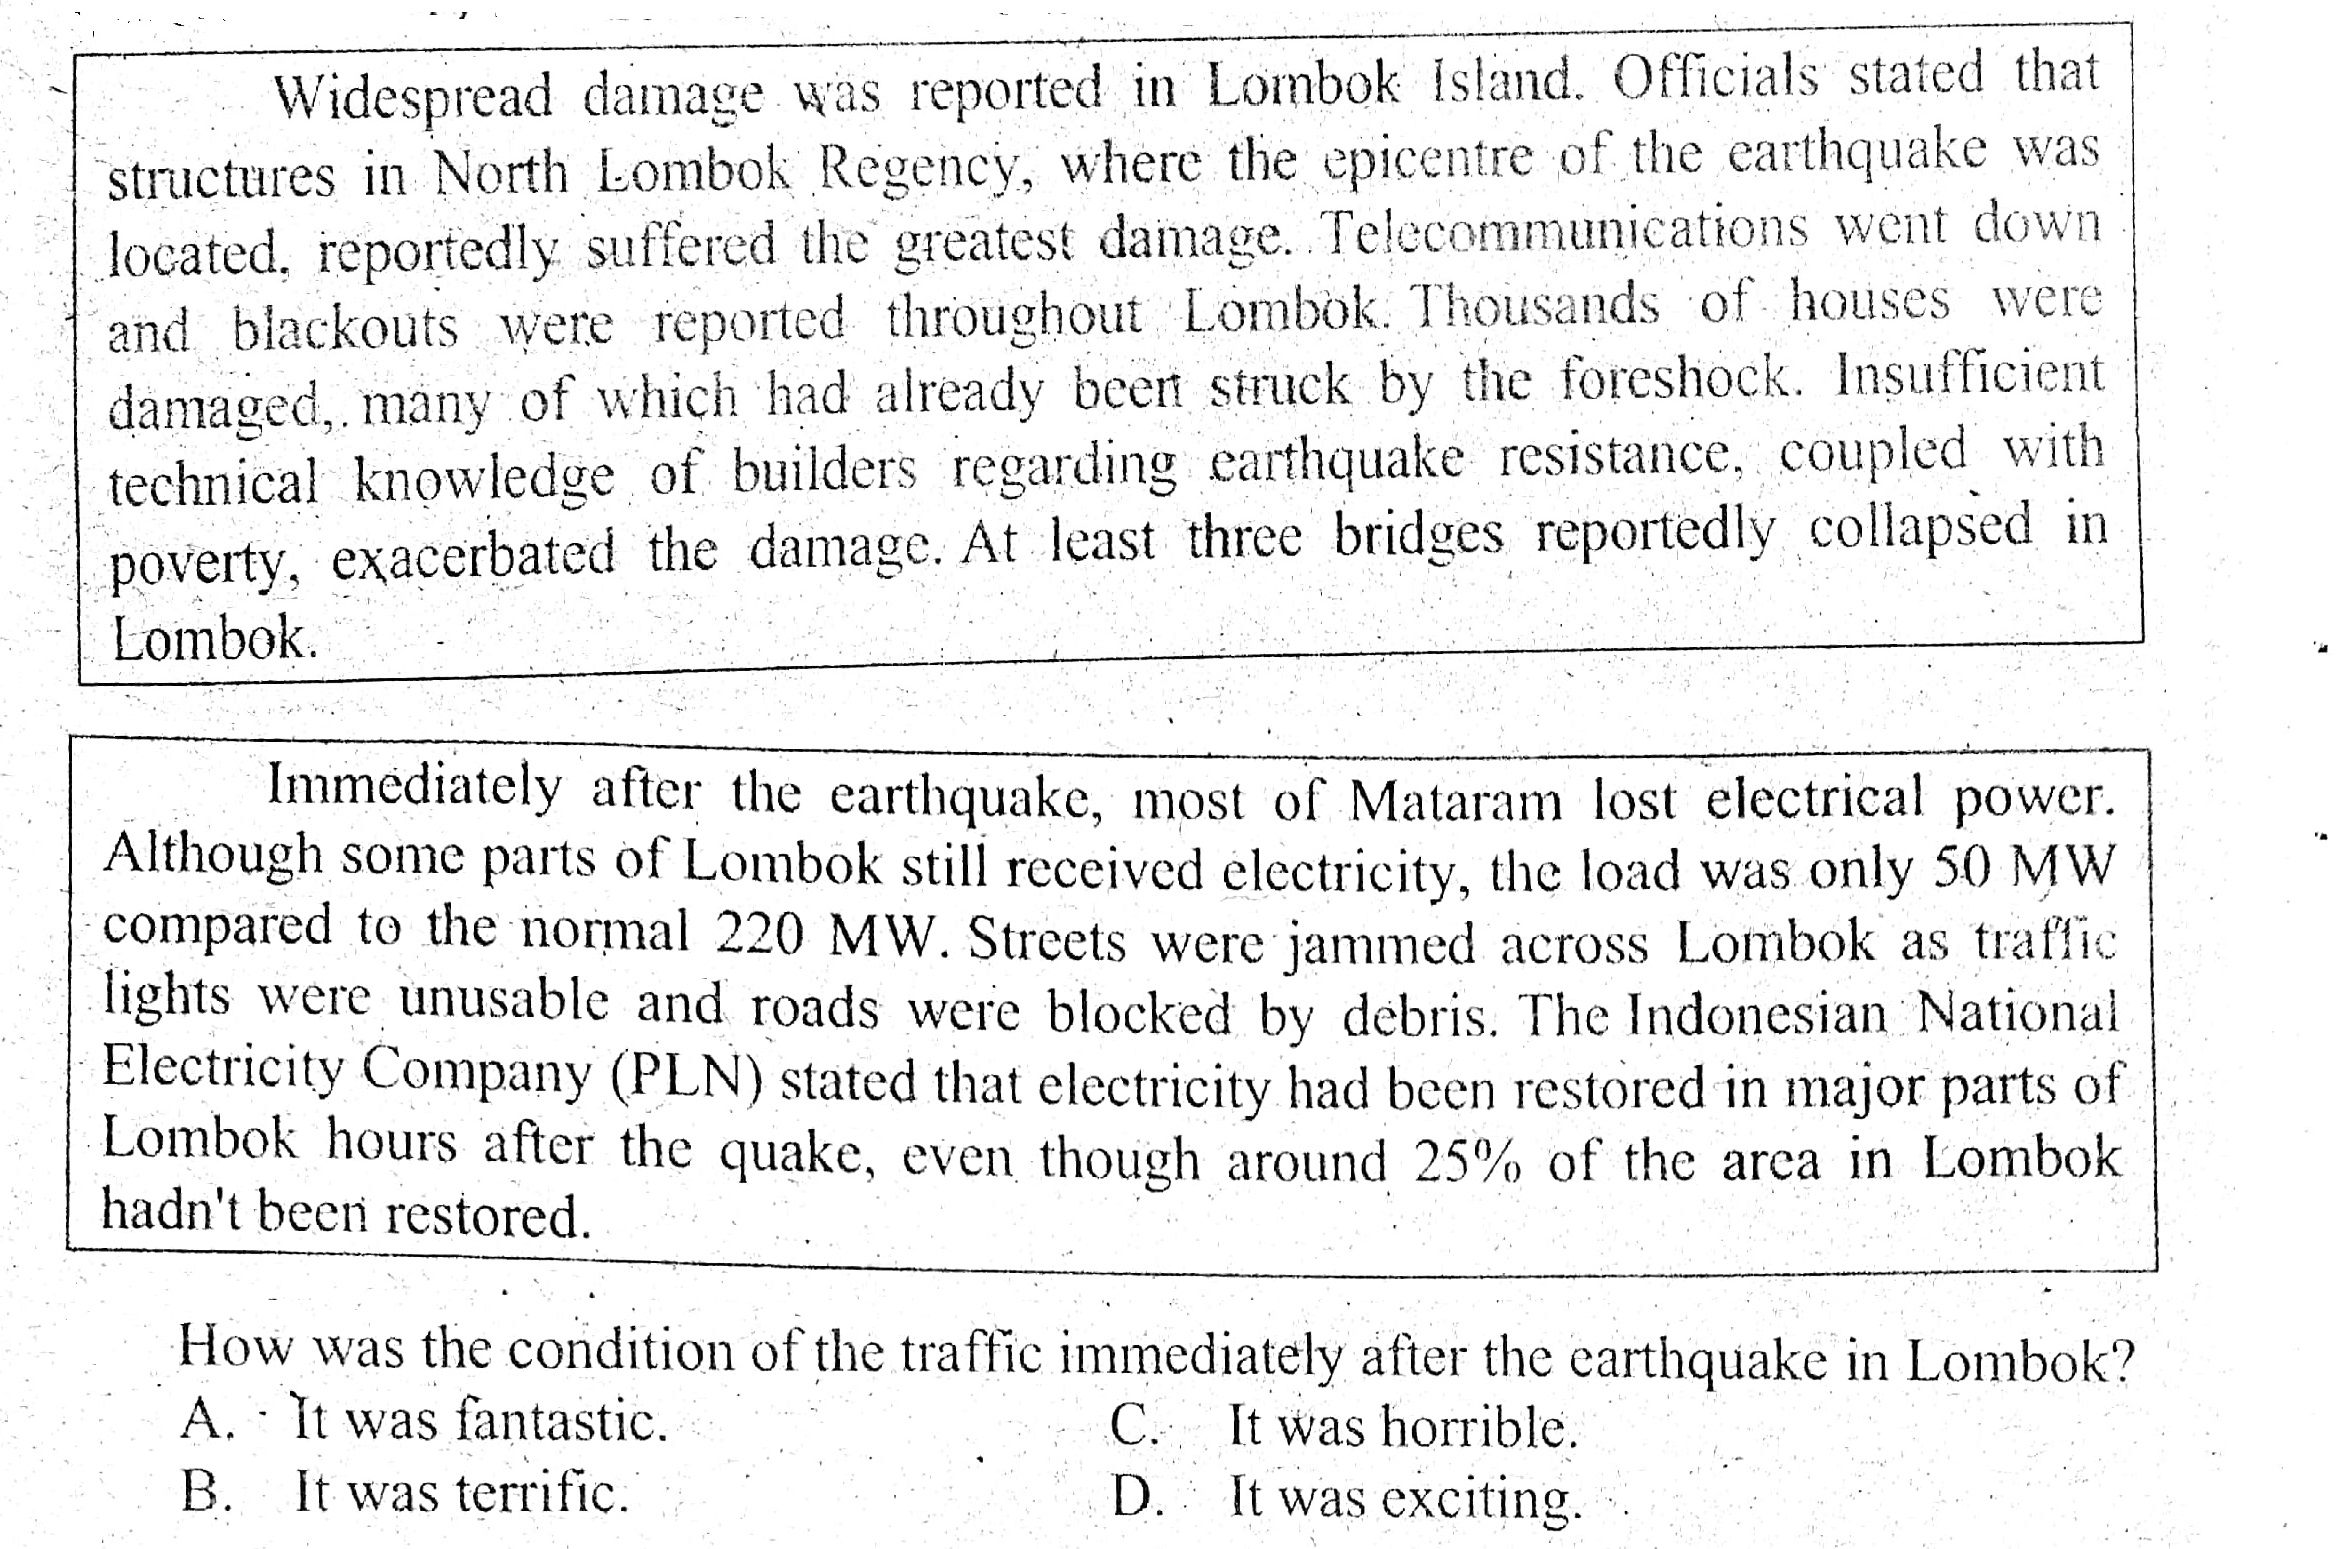 Widespread damage was reported in Lombok Island. Officials stated that
structures in North Lombok Regency, where the epicentre of the earthquake was
located, reportedly suffered the greatest damage. Telecommunications went down
and blackouts were reported throughout Lombok. Thousands of houses were
damaged, many of which had already been struck by the foreshock. Insufficient
technical knowledge of builders regarding earthquake resistance, coupled with
poverty, exacerbated the damage. At least three bridges reportedly collapsed in
Lombok.
Immediately after the earthquake, most of Mataram lost electrical power.
Although some parts of Lombok still received electricity, the load was only 50 MW
compared to the normal 220 MW. Streets were jammed across Lombok as traffic
lights were unusable and roads were blocked by debris. The Indonesian National
Electricity Company (PLN) stated that electricity had been restored in major parts of
Lombok hours after the quake, even though around 25% of the area in Lombok
hadn't been restored.
How was the condition of the traffic immediately after the earthquake in Lombok?
A. It was fantastic.
B. It was terrific.
C. It was horrible.
D. It was exciting.